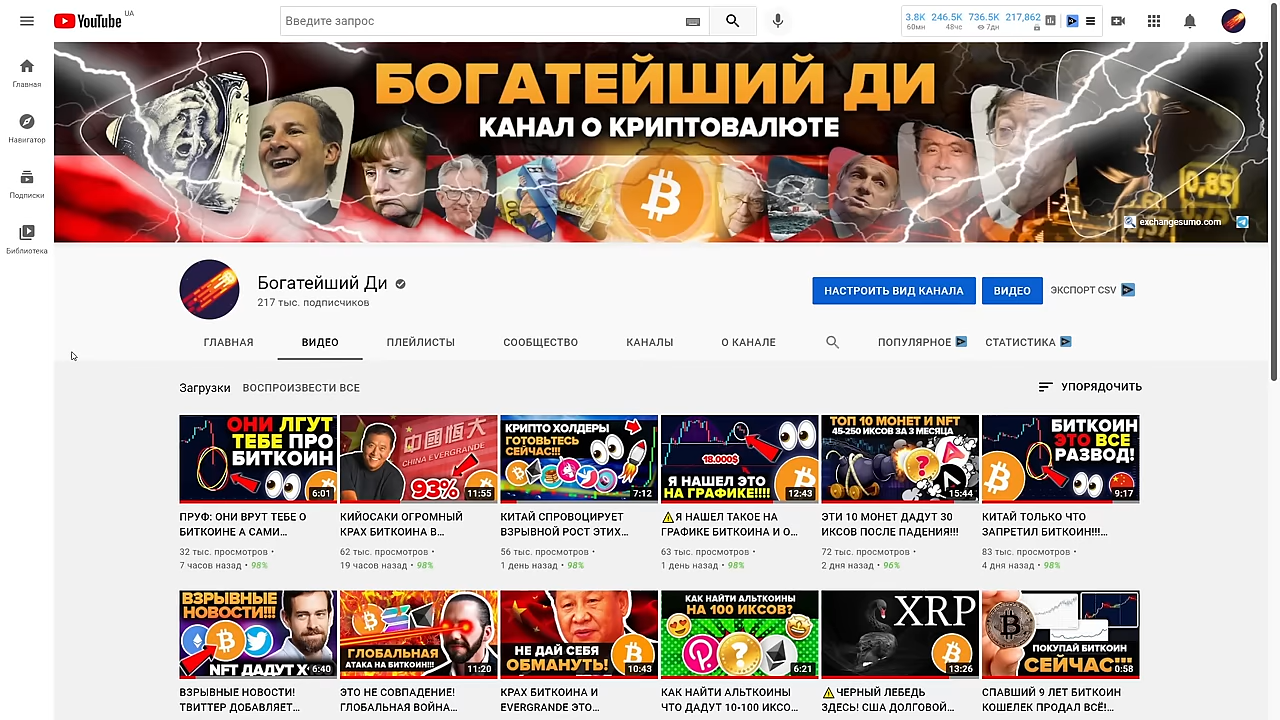 YouTube UA
Введите запрос
3.8K 246.5K 736.5K 217,862
60мн 48чс 7дн
БОГАТЕЙШИЙ ДИ
КАНАЛ О КРИПТОВАЛЮТЕ
0,85
exchangesumo.com
Главная
Навигатор
Подписки
Библиотека
Богатейший Ди
217 тыс. подписчиков
НАСТРОИТЬ ВИД КАНАЛА
ВИДЕО
ЭКСПОРТ CSV
ГЛАВНАЯ ВИДЕО ПЛЕЙЛИСТЫ СООБЩЕСТВО КАНАЛЫ О КАНАЛЕ ПОПУЛЯРНОЕ СТАТИСТИКА
Загрузки ВОСПРОИЗВЕСТИ ВСЕ
УПОРЯДОЧИТЬ
ОНИ ЛГУТ
ТЕБЕ ПРО
БИТКОИН
6:01
ПРУФ: ОНИ ВРУТ ТЕБЕ О
БИТКОИНЕ А САМИ...
32 тыс. просмотров •
7 часов назад • 98%
中國恆大
CHINA EVERGRANDE
93%
11:55
КИЙОСАКИ ОГРОМНЫЙ
КРАХ БИТКОИНА В...
62 тыс. просмотров •
19 часов назад • 98%
КРИПТО ХОЛДЕРЫ
ГОТОВЬТЕСЬ
СЕЙЧАС!!!
7:12
КИТАЙ СПРОВОЦИРУЕТ
ВЗРЫВНОЙ РОСТ ЭТИХ...
56 тыс. просмотров •
1 день назад • 98%
18.000$
Я НАШЕЛ ЭТО
НА ГРАФИКЕ!!!!
12:43
⚠Я НАШЕЛ ТАКОЕ НА
ГРАФИКЕ БИТКОИНА И О...
63 тыс. просмотров •
1 день назад • 98%
ТОП 10 МОНЕТ И NFT
45-250 ИКСОВ ЗА 3 МЕСЯЦА
15:44
ЭТИ 10 МОНЕТ ДАДУТ 30
ИКСОВ ПОСЛЕ ПАДЕНИЯ!!!
72 тыс. просмотров •
2 дня назад • 96%
БИТКОИН
ЭТО ВСЕ
РАЗВОД!
9:17
КИТАЙ ТОЛЬКО ЧТО
ЗАПРЕТИЛ БИТКОИН!!!...
83 тыс. просмотров •
4 дня назад • 98%
ВЗРЫВНЫЕ
НОВОСТИ!!!
NFT ДАДУТ X
6:40
ВЗРЫВНЫЕ НОВОСТИ!
ТВИТТЕР ДОБАВЛЯЕТ...
ГЛОБАЛЬНАЯ
АТАКА НА БИТКОИН!!!
11:20
ЭТО НЕ СОВПАДЕНИЕ!
ГЛОБАЛЬНАЯ ВОЙНА...
НЕ ДАЙ СЕБЯ
ОБМАНУТЬ!
10:43
КРАХ БИТКОИНА И
EVERGRANDE ЭТО...
КАК НАЙТИ АЛЬТКОИНЫ
НА 100 ИКСОВ?
6:21
КАК НАЙТИ АЛЬТКОИНЫ
ЧТО ДАДУТ 10-100 ИКСО...
XRP
13:26
⚠ЧЕРНЫЙ ЛЕБЕДЬ
ЗДЕСЬ! США ДОЛГОВОЙ...
ПОКУПАЙ БИТКОИН
СЕЙЧАС!!!
0:58
СПАВШИЙ 9 ЛЕТ БИТКОИН
КОШЕЛЕК ПРОДАЛ ВСЁ!...